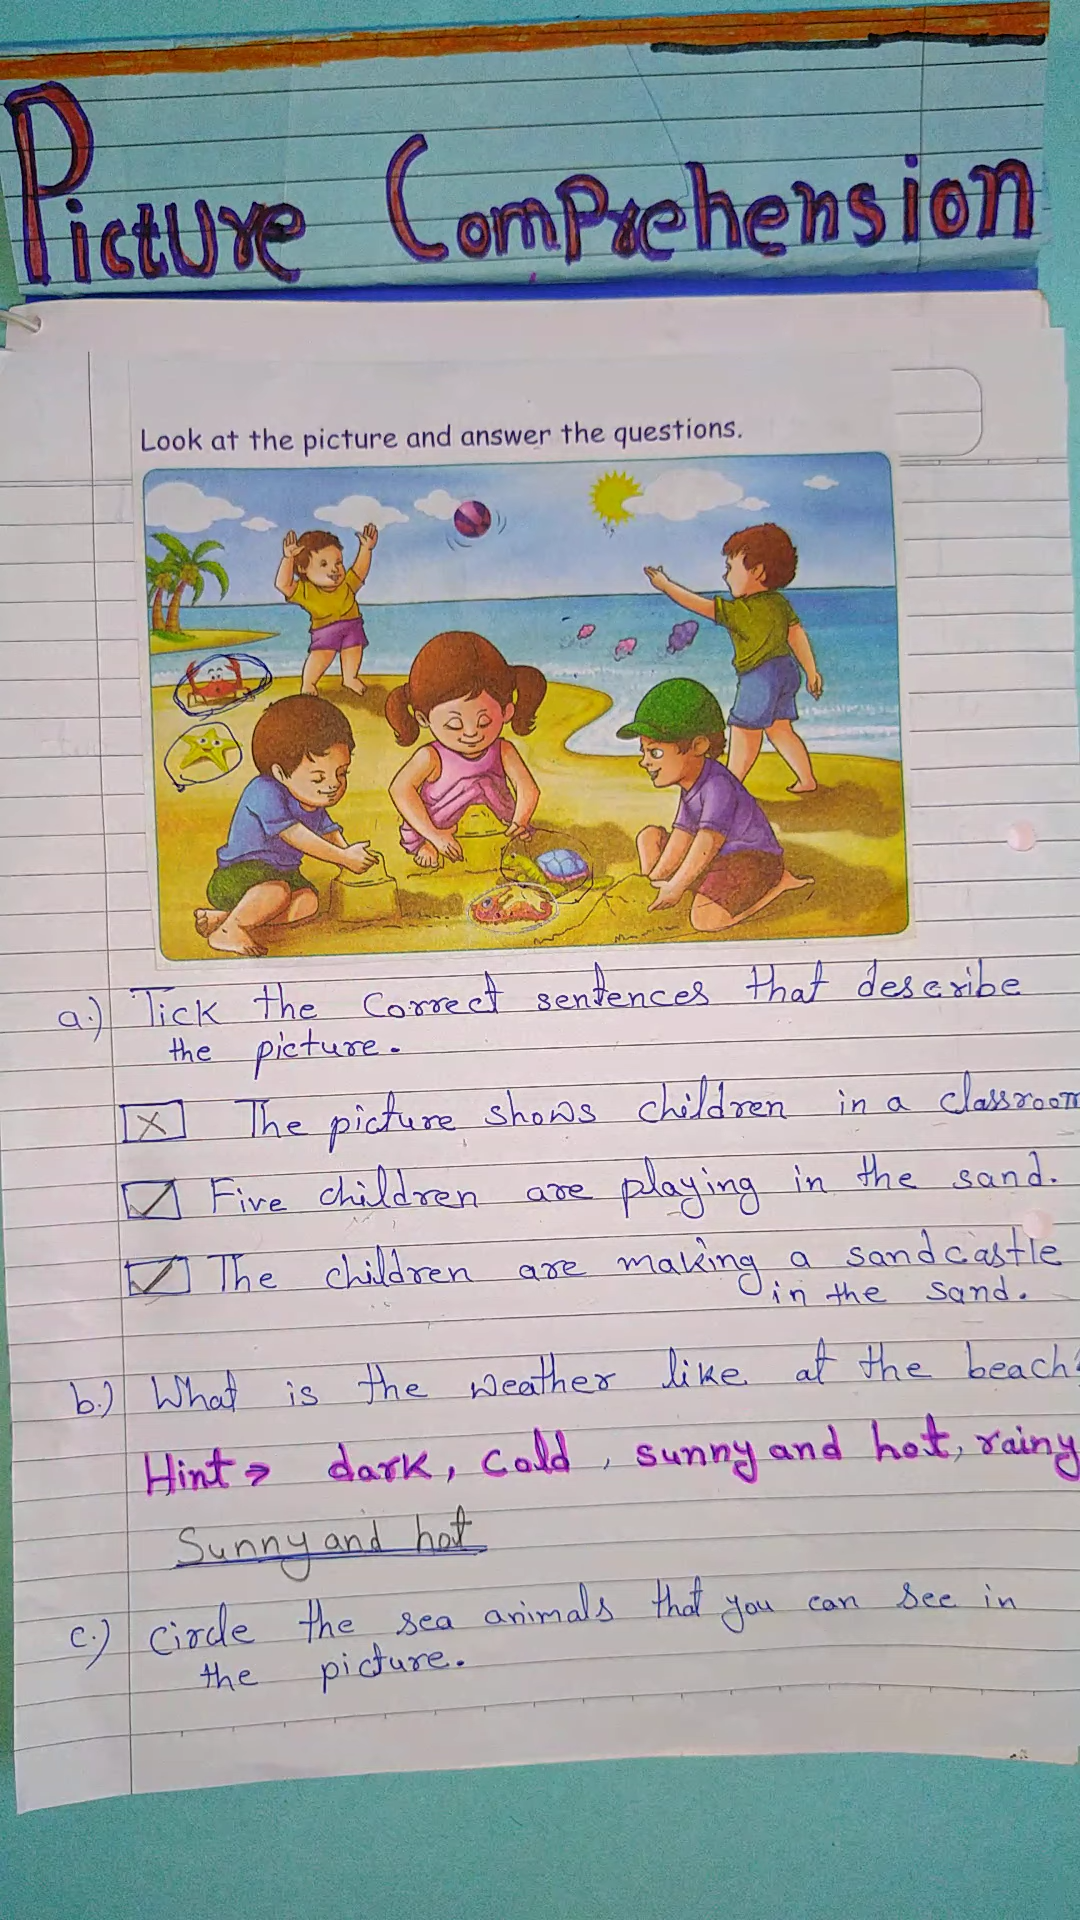 Picture Comprehension
Look at the picture and answer the questions.
a.) Tick the Correct sentences that describe
the picture.
x The picture shows children in a classroom
✓ Five children are playing in the sand.
✓ The children are making a sandcastle
in the sand.
b.) What is the weather like at the beach?
Hint → dark, cold, sunny and hot, rainy
Sunny and hot
c.) circle the sea animals that you can see in
the picture.